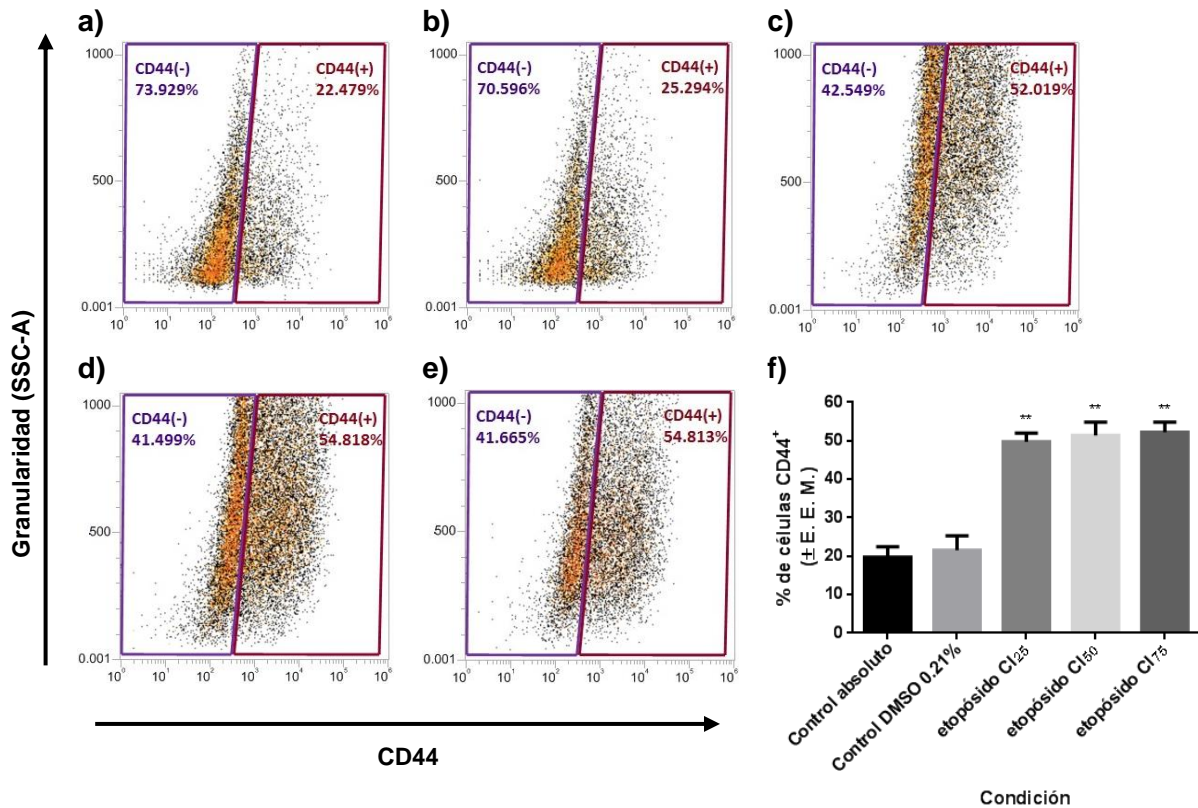 a)
CD44(-)
73.929%
CD44(+)
22.479%
1000
500
0.001
10⁰ 10¹ 10² 10³ 10⁴ 10⁵ 10⁶
b)
CD44(-)
70.596%
CD44(+)
25.294%
1000
500
0.001
10⁰ 10¹ 10² 10³ 10⁴ 10⁵ 10⁶
c)
CD44(-)
42.549%
CD44(+)
52.019%
1000
500
0.001
10⁰ 10¹ 10² 10³ 10⁴ 10⁵ 10⁶
Granularidad (SSC-A)
d)
CD44(-)
41.499%
CD44(+)
54.818%
1000
500
0.001
10⁰ 10¹ 10² 10³ 10⁴ 10⁵ 10⁶
e)
CD44(-)
41.665%
CD44(+)
54.813%
1000
500
0.001
10⁰ 10¹ 10² 10³ 10⁴ 10⁵ 10⁶
CD44
f)
% de células CD44⁺
(± E. E. M.)
60
50
40
30
20
10
0
** ** **
Control absoluto
Control DMSO 0.21%
etopósido CI₂₅
etopósido CI₅₀
etopósido CI₇₅
Condición